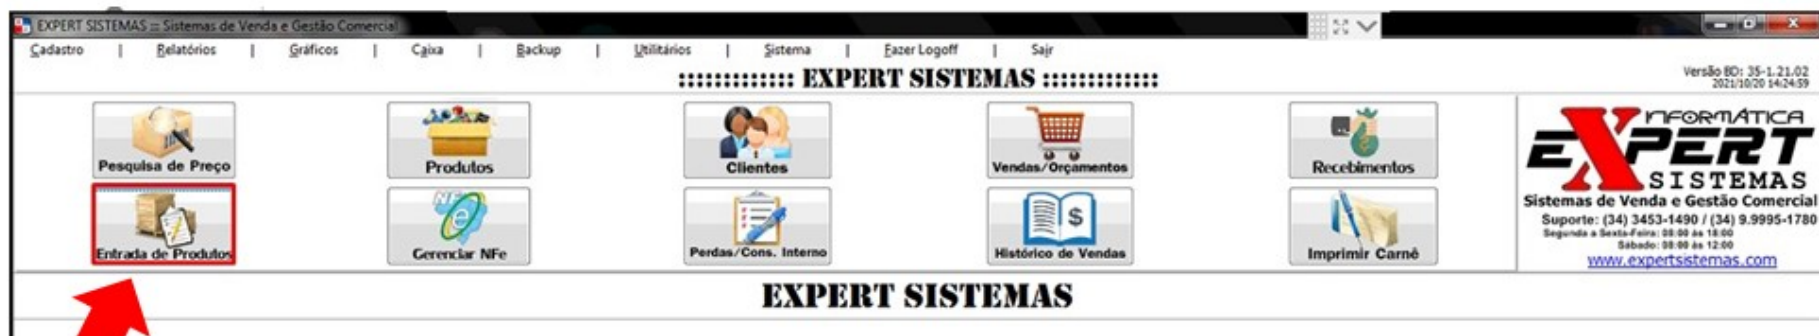 EXPERT SISTEMAS ::: Sistemas de Venda e Gestão Comercial
Cadastro | Relatórios | Gráficos | Caixa | Backup | Utilitários | Sistema | Fazer Logoff | Sair
::::::::::::: EXPERT SISTEMAS :::::::::::::
Versão BD: 35-1.21.02
2021/10/20 14:24:59
Pesquisa de Preço
Produtos
Clientes
Vendas/Orçamentos
Recebimentos
Entrada de Produtos
NFe
Gerenciar NFe
Perdas/Cons. Interno
Histórico de Vendas
Imprimir Carnê
INFORMÁTICA
EXPERT
SISTEMAS
Sistemas de Venda e Gestão Comercial
Suporte: (34) 3453-1490 / (34) 9.9995-1780
Segunda a Sexta-Feira: 08:00 às 18:00
Sábado: 08:00 às 12:00
www.expertsistemas.com
EXPERT SISTEMAS